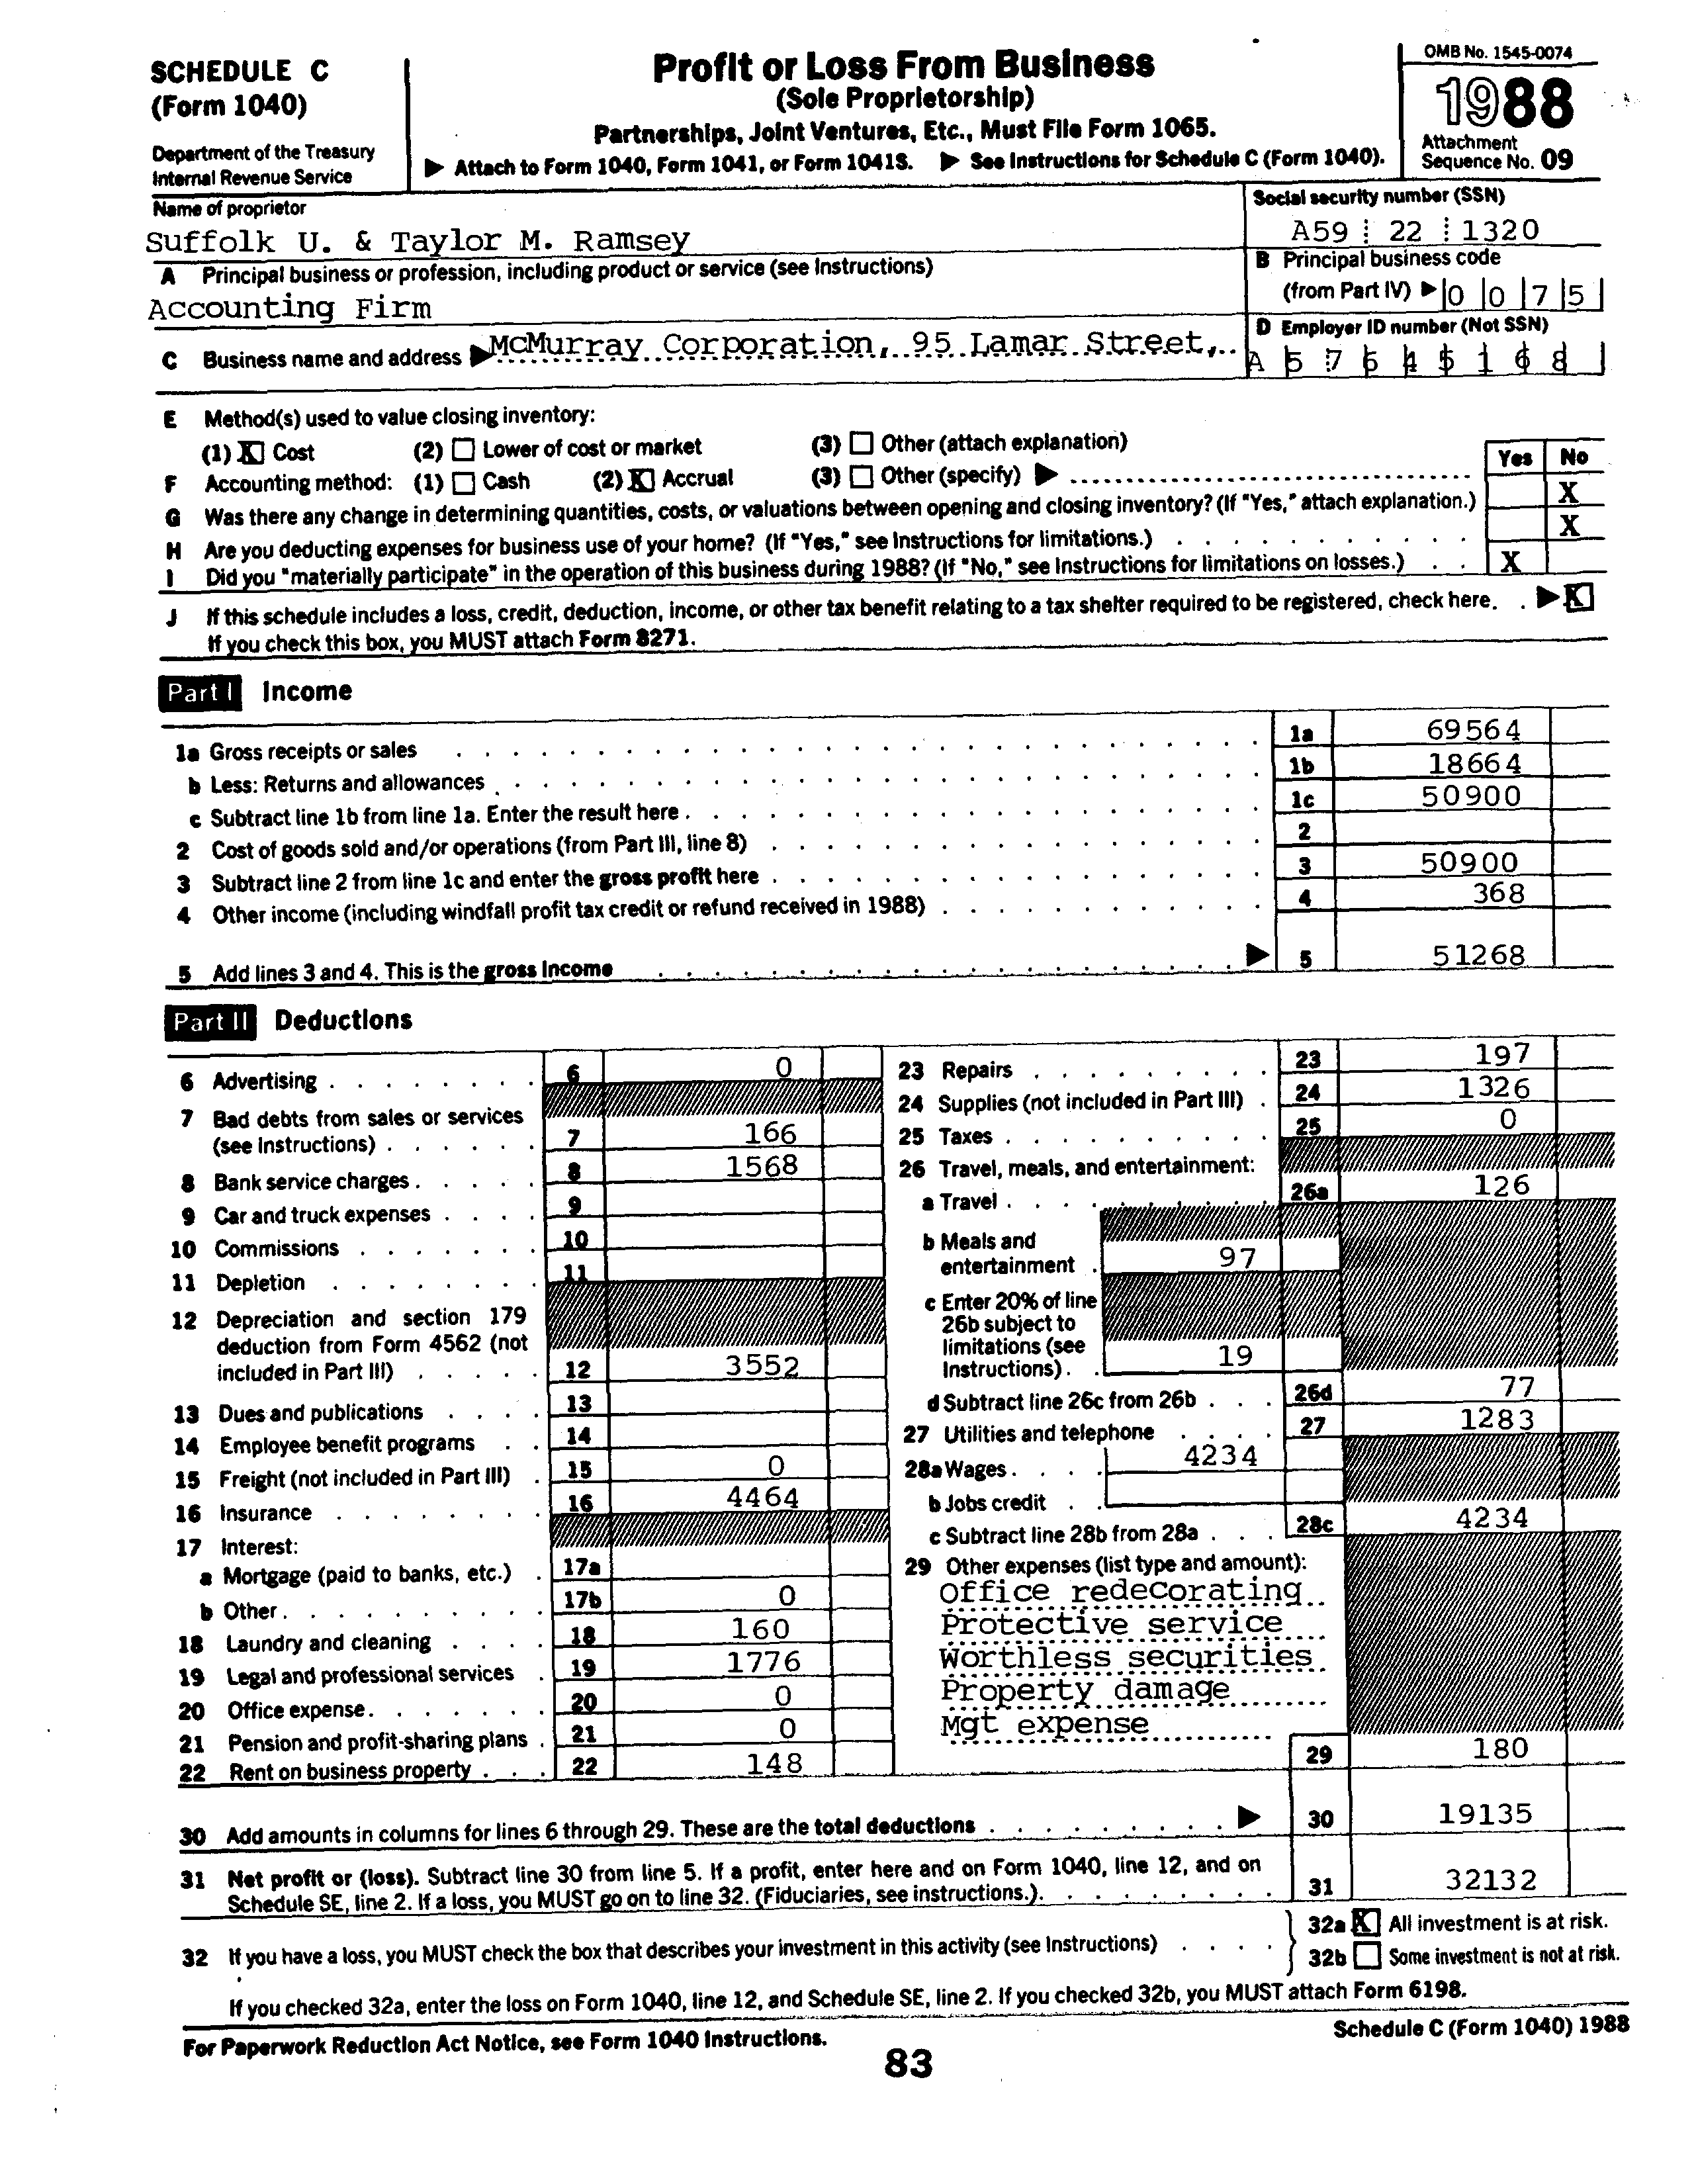 SCHEDULE C
(Form 1040)
Department of the Treasury
Internal Revenue Service
Profit or Loss From Business
(Sole Proprietorship)
Partnerships, Joint Ventures, Etc., Must File Form 1065.
▶ Attach to Form 1040, Form 1041, or Form 1041S. ▶ See Instructions for Schedule C (Form 1040).
OMB No. 1545-0074
1988
Attachment
Sequence No. 09
Name of proprietor
Suffolk U. & Taylor M. Ramsey
Social security number (SSN)
A59 22 1320
A Principal business or profession, including product or service (see Instructions)
Accounting Firm
B Principal business code
(from Part IV) ▶ 0 0 7 5
C Business name and address ▶ McMurray Corporation, 95 Lamar Street,
D Employer ID number (Not SSN)
A 5 7 6 4 5 1 6 8
E Method(s) used to value closing inventory:
(1) X Cost (2) Lower of cost or market (3) Other (attach explanation)
Yes No
F Accounting method: (1) Cash (2) X Accrual (3) Other (specify) ▶
G Was there any change in determining quantities, costs, or valuations between opening and closing inventory? (If "Yes," attach explanation.) X
H Are you deducting expenses for business use of your home? (If "Yes," see Instructions for limitations.) X
I Did you "materially participate" in the operation of this business during 1988? (If "No," see Instructions for limitations on losses.) X
J If this schedule includes a loss, credit, deduction, income, or other tax benefit relating to a tax shelter required to be registered, check here. ▶ X
If you check this box, you MUST attach Form 8271.
Part I Income
1a Gross receipts or sales 1a 69564
b Less: Returns and allowances 1b 18664
c Subtract line 1b from line 1a. Enter the result here 1c 50900
2 Cost of goods sold and/or operations (from Part III, line 8) 2
3 Subtract line 2 from line 1c and enter the gross profit here 3 50900
4 Other income (including windfall profit tax credit or refund received in 1988) 4 368
5 Add lines 3 and 4. This is the gross income ▶ 5 51268
Part II Deductions
6 Advertising 6 0
7 Bad debts from sales or services
(see Instructions) 7 166
8 Bank service charges 8 1568
9 Car and truck expenses 9
10 Commissions 10
11 Depletion 11
12 Depreciation and section 179
deduction from Form 4562 (not
included in Part III) 12 3552
13 Dues and publications 13
14 Employee benefit programs 14
15 Freight (not included in Part III) 15 0
16 Insurance 16 4464
17 Interest:
a Mortgage (paid to banks, etc.) 17a
b Other 17b 0
18 Laundry and cleaning 18 160
19 Legal and professional services 19 1776
20 Office expense 20 0
21 Pension and profit-sharing plans 21 0
22 Rent on business property 22 148
23 Repairs 23 197
24 Supplies (not included in Part III) 24 1326
25 Taxes 25 0
26 Travel, meals, and entertainment:
a Travel 26a 126
b Meals and
entertainment 97
c Enter 20% of line
26b subject to
limitations (see
Instructions) 19
d Subtract line 26c from 26b 26d 77
27 Utilities and telephone 27 1283
28a Wages 4234
b Jobs credit
c Subtract line 28b from 28a 28c 4234
29 Other expenses (list type and amount):
Office redecorating
Protective service
Worthless securities
Property damage
Mgt expense
29 180
30 Add amounts in columns for lines 6 through 29. These are the total deductions ▶ 30 19135
31 Net profit or (loss). Subtract line 30 from line 5. If a profit, enter here and on Form 1040, line 12, and on
Schedule SE, line 2. If a loss, you MUST go on to line 32. (Fiduciaries, see instructions.) 31 32132
32 If you have a loss, you MUST check the box that describes your investment in this activity (see Instructions)
32a X All investment is at risk.
32b Some investment is not at risk.
If you checked 32a, enter the loss on Form 1040, line 12, and Schedule SE, line 2. If you checked 32b, you MUST attach Form 6198.
For Paperwork Reduction Act Notice, see Form 1040 Instructions.
Schedule C (Form 1040) 1988
83